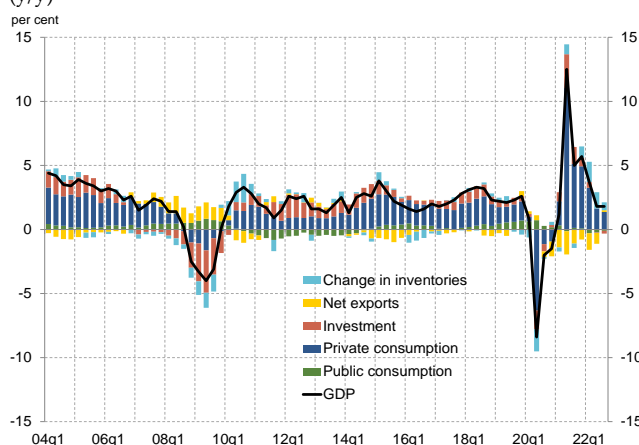 (y/y)
per cent
15 15
10 10
5 5
0 0
-5 -5
-10 -10
-15 -15
Change in inventories
Net exports
Investment
Private consumption
Public consumption
GDP
04q1 06q1 08q1 10q1 12q1 14q1 16q1 18q1 20q1 22q1